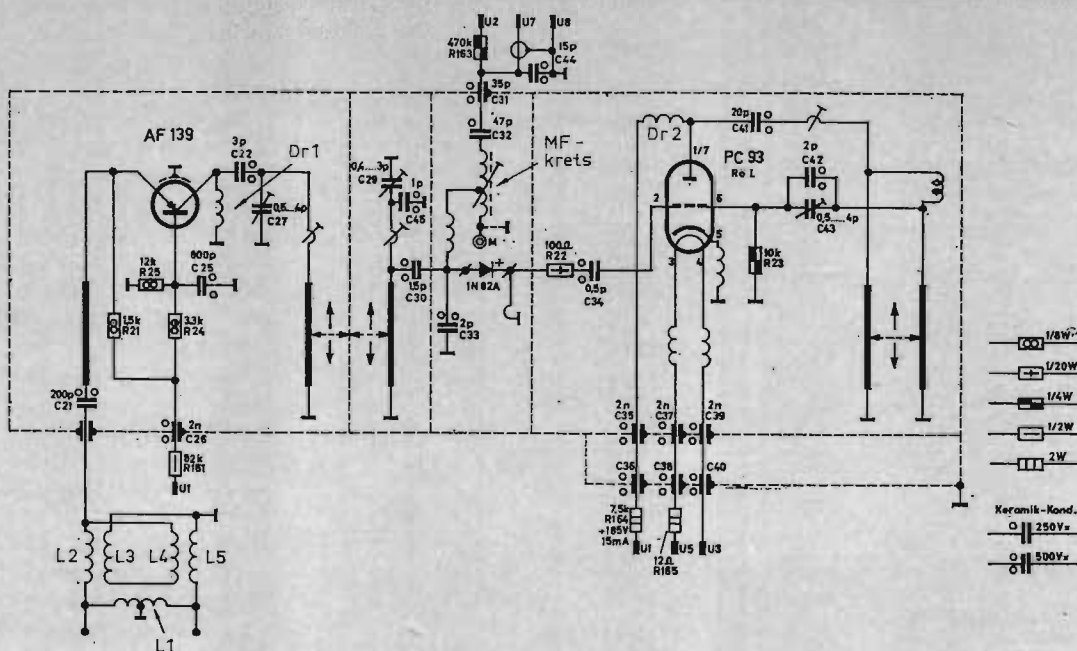 U2 U7 U8
470k
R163
15p
C44
35p
C31
AF 139
3p
C22
Dr1
0,5....4p
C27
0,4....3p
C29
1p
C45
47p
C32
MF-
krets
M
Dr2
20p
C41
1/7
PC 93
Rö L
2p
C42
2
6
0,5....4p
C43
5
3
4
12k
R25
800p
C25
1,5k
R21
3,3k
R24
1,5p
C30
1N 82A
+
2p
C33
100Ω
R22
0,5p
C34
10k
R23
200p
C21
2n
C26
82k
R161
U1
2n
C35
2n
C37
2n
C39
C36
C38
C40
7,5k
R164
+185V
15mA
U1
U5
U3
12Ω
R165
L2 L3 L4 L5
L1
1/8W
1/20W
1/4W
1/2W
2W
Keramik-Kond.
250V=
500V=